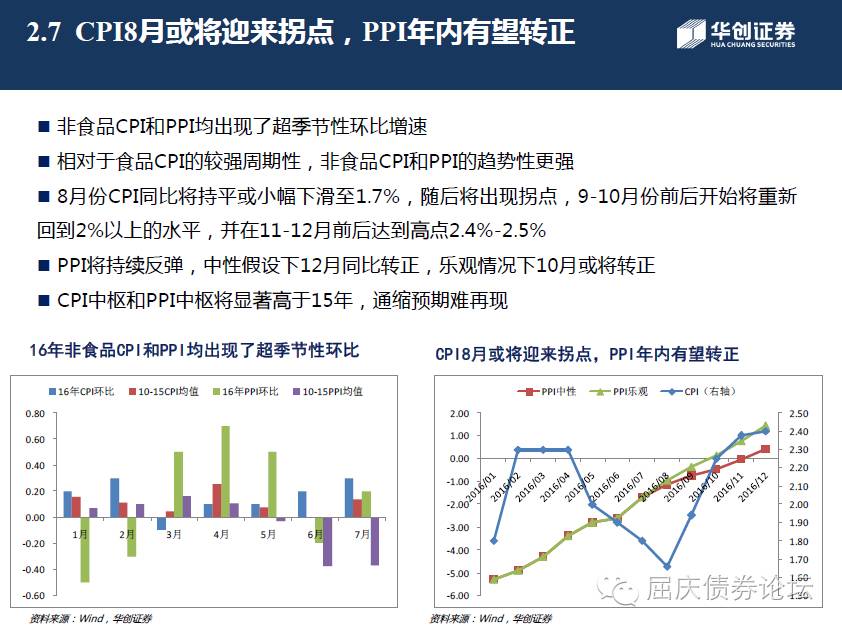 2.7 CPI8月或将迎来拐点，PPI年内有望转正
华创证券
HUA CHUANG SECURITIES
■ 非食品CPI和PPI均出现了超季节性环比增速
■ 相对于食品CPI的较强周期性，非食品CPI和PPI的趋势性更强
■ 8月份CPI同比将持平或小幅下滑至1.7%，随后将出现拐点，9-10月份前后开始将重新
回到2%以上的水平，并在11-12月前后达到高点2.4%-2.5%
■ PPI将持续反弹，中性假设下12月同比转正，乐观情况下10月或将转正
■ CPI中枢和PPI中枢将显著高于15年，通缩预期难再现
16年非食品CPI和PPI均出现了超季节性环比
16年CPI环比 10-15CPI均值 16年PPI环比 10-15PPI均值
0.80
0.60
0.40
0.20
0.00
-0.20
-0.40
-0.60
1月 2月 3月 4月 5月 6月 7月
资料来源：Wind，华创证券
CPI8月或将迎来拐点，PPI年内有望转正
PPI中性 PPI乐观 CPI（右轴）
2.00
1.00
0.00
-1.00
-2.00
-3.00
-4.00
-5.00
-6.00
2016/01 2016/02 2016/03 2016/04 2016/05 2016/06 2016/07 2016/08 2016/09 2016/10 2016/11 2016/12
2.50
2.40
2.30
2.20
2.10
2.00
1.90
1.80
1.70
1.60
1.50
屈庆债券论坛
资料来源：Wind，华创证券